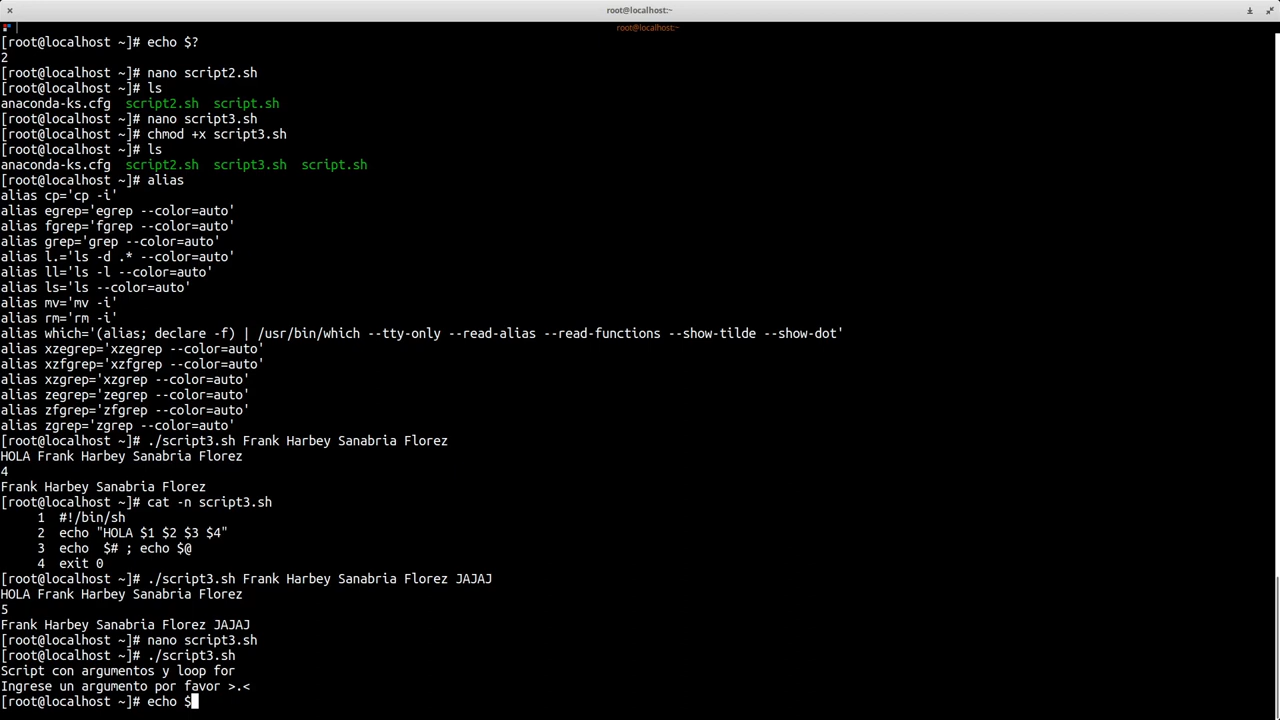 root@localhost:~
root@localhost:~
[root@localhost ~]# echo $?
2
[root@localhost ~]# nano script2.sh
[root@localhost ~]# ls
anaconda-ks.cfg  script2.sh  script.sh
[root@localhost ~]# nano script3.sh
[root@localhost ~]# chmod +x script3.sh
[root@localhost ~]# ls
anaconda-ks.cfg  script2.sh  script3.sh  script.sh
[root@localhost ~]# alias
alias cp='cp -i'
alias egrep='egrep --color=auto'
alias fgrep='fgrep --color=auto'
alias grep='grep --color=auto'
alias l.='ls -d .* --color=auto'
alias ll='ls -l --color=auto'
alias ls='ls --color=auto'
alias mv='mv -i'
alias rm='rm -i'
alias which='(alias; declare -f) | /usr/bin/which --tty-only --read-alias --read-functions --show-tilde --show-dot'
alias xzegrep='xzegrep --color=auto'
alias xzfgrep='xzfgrep --color=auto'
alias xzgrep='xzgrep --color=auto'
alias zegrep='zegrep --color=auto'
alias zfgrep='zfgrep --color=auto'
alias zgrep='zgrep --color=auto'
[root@localhost ~]# ./script3.sh Frank Harbey Sanabria Florez
HOLA Frank Harbey Sanabria Florez
4
Frank Harbey Sanabria Florez
[root@localhost ~]# cat -n script3.sh
     1  #!/bin/sh
     2  echo "HOLA $1 $2 $3 $4"
     3  echo  $# ; echo $@
     4  exit 0
[root@localhost ~]# ./script3.sh Frank Harbey Sanabria Florez JAJAJ
HOLA Frank Harbey Sanabria Florez
5
Frank Harbey Sanabria Florez JAJAJ
[root@localhost ~]# nano script3.sh
[root@localhost ~]# ./script3.sh
Script con argumentos y loop for
Ingrese un argumento por favor >.<
[root@localhost ~]# echo $